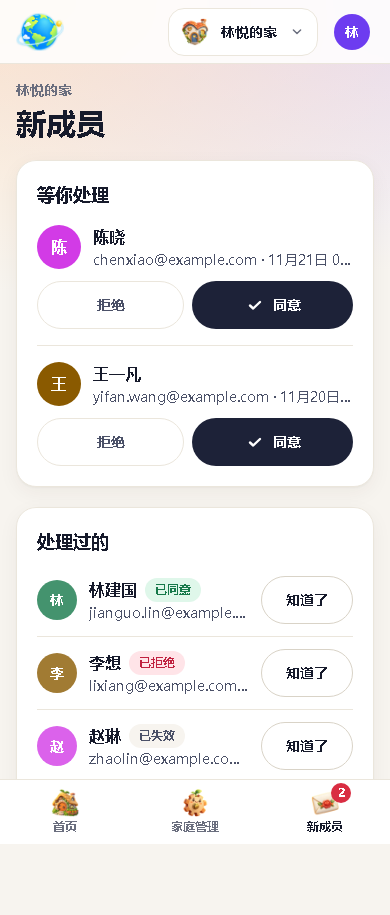 林悦的家
林
林悦的家
新成员
等你处理
陈
陈晓
chenxiao@example.com · 11月21日 0...
拒绝
同意
王
王一凡
yifan.wang@example.com · 11月20日...
拒绝
同意
处理过的
林
林建国 已同意
jianguo.lin@example....
知道了
李
李想 已拒绝
lixiang@example.com...
知道了
赵
赵琳 已失效
zhaolin@example.co...
知道了
首页
家庭管理
2
新成员